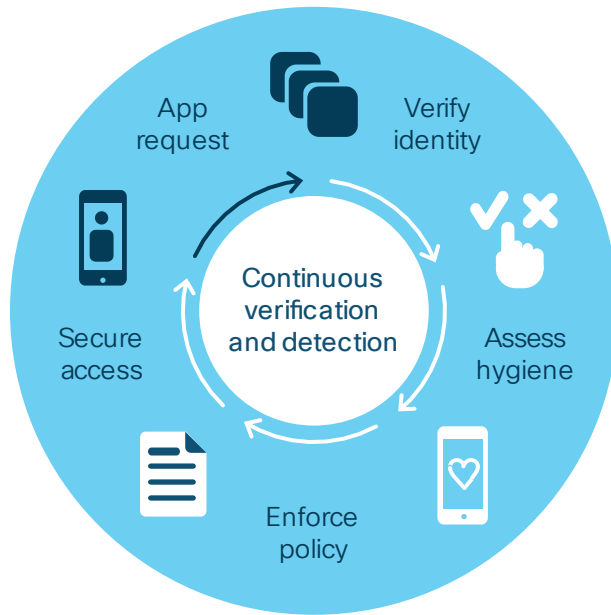 App
request
Verify
identity
Continuous
verification
and detection
Secure
access
Assess
hygiene
Enforce
policy